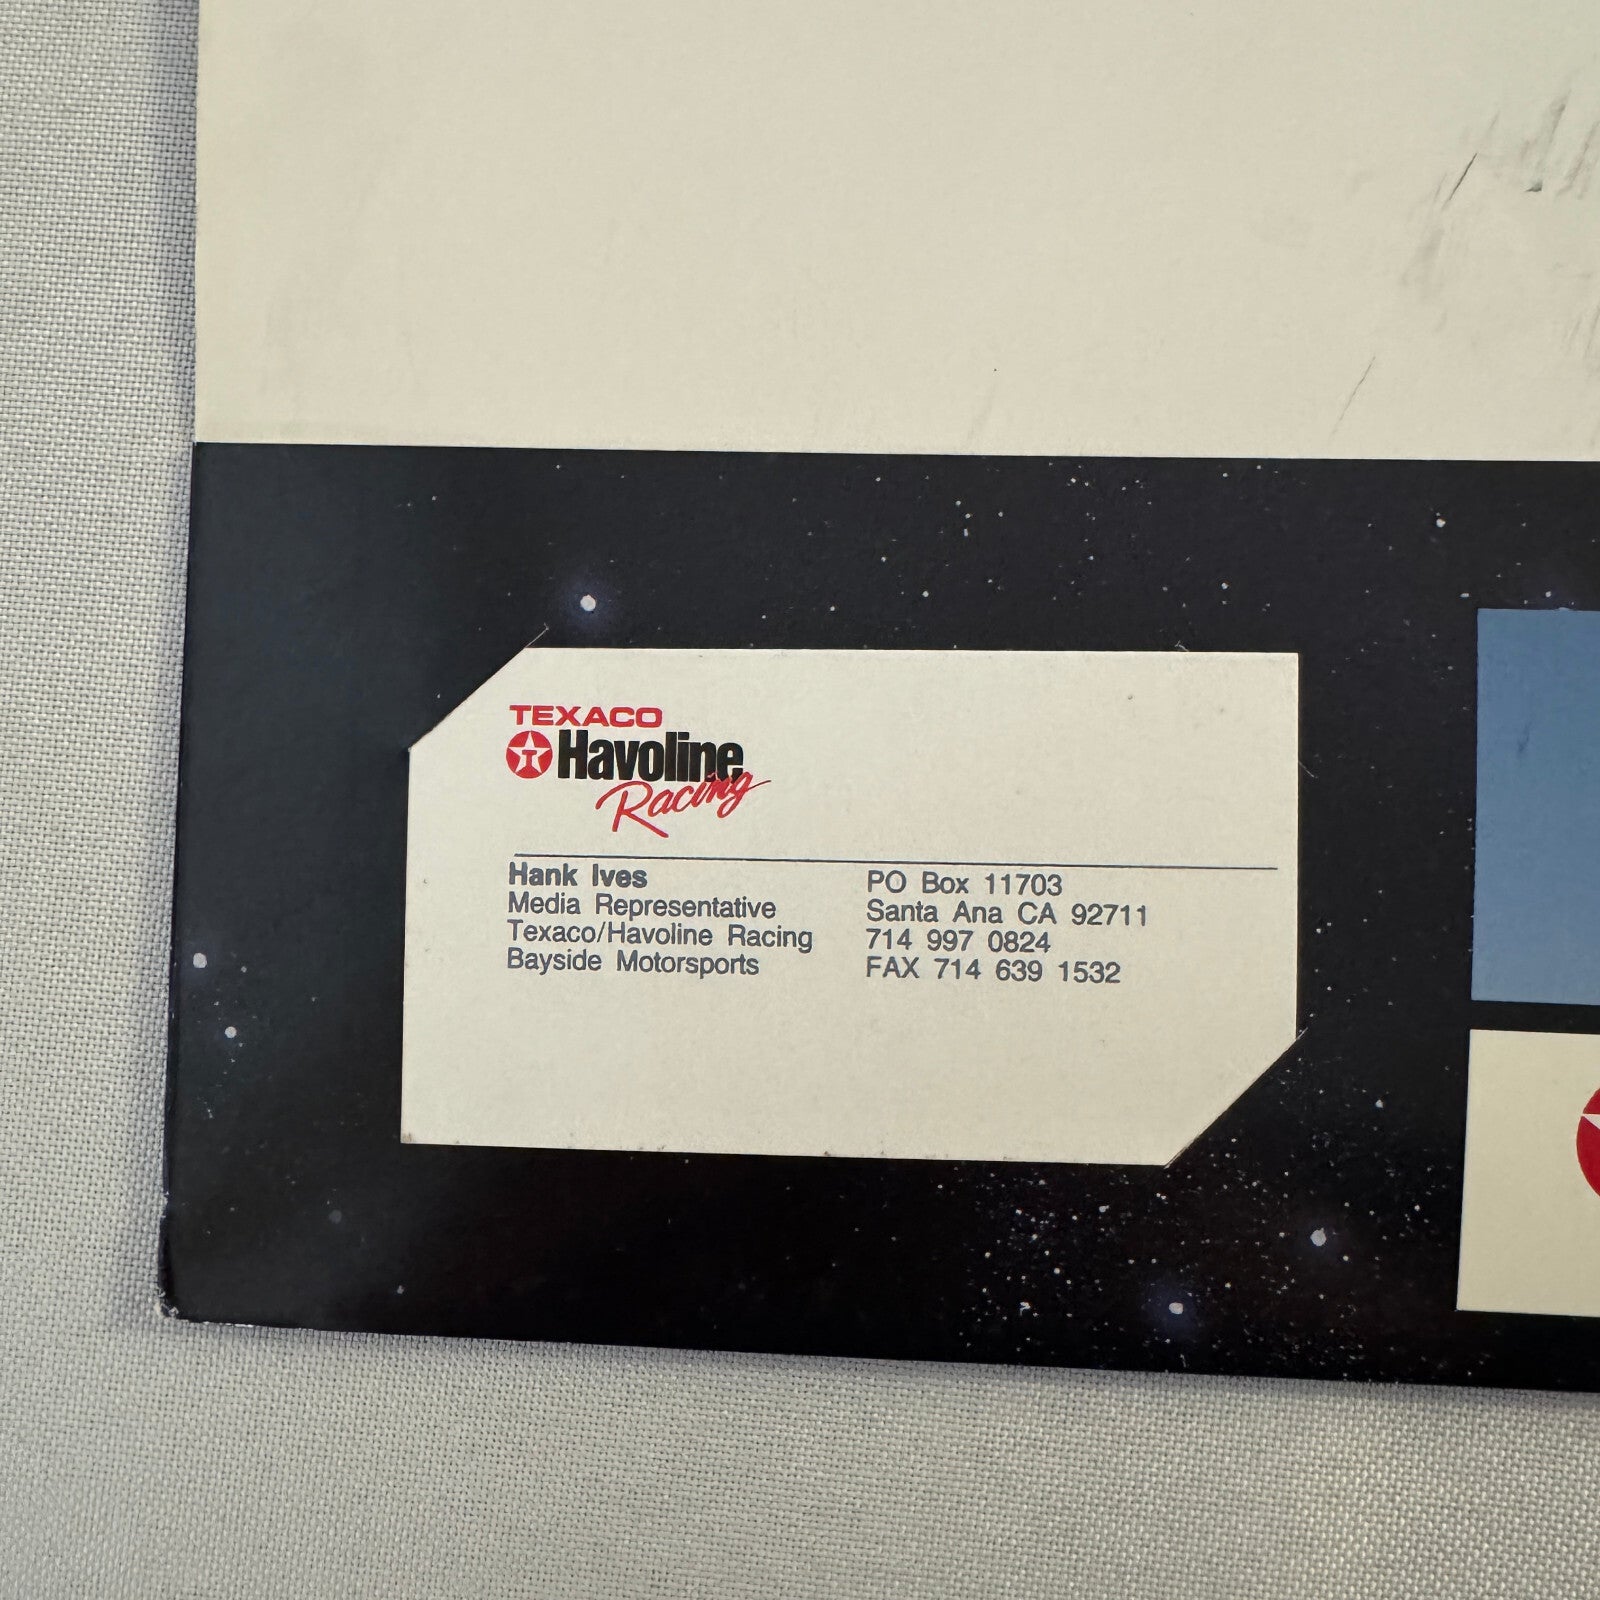 TEXACO
T Havoline
Racing
Hank Ives
Media Representative
Texaco/Havoline Racing
Bayside Motorsports
PO Box 11703
Santa Ana CA 92711
714 997 0824
FAX 714 639 1532